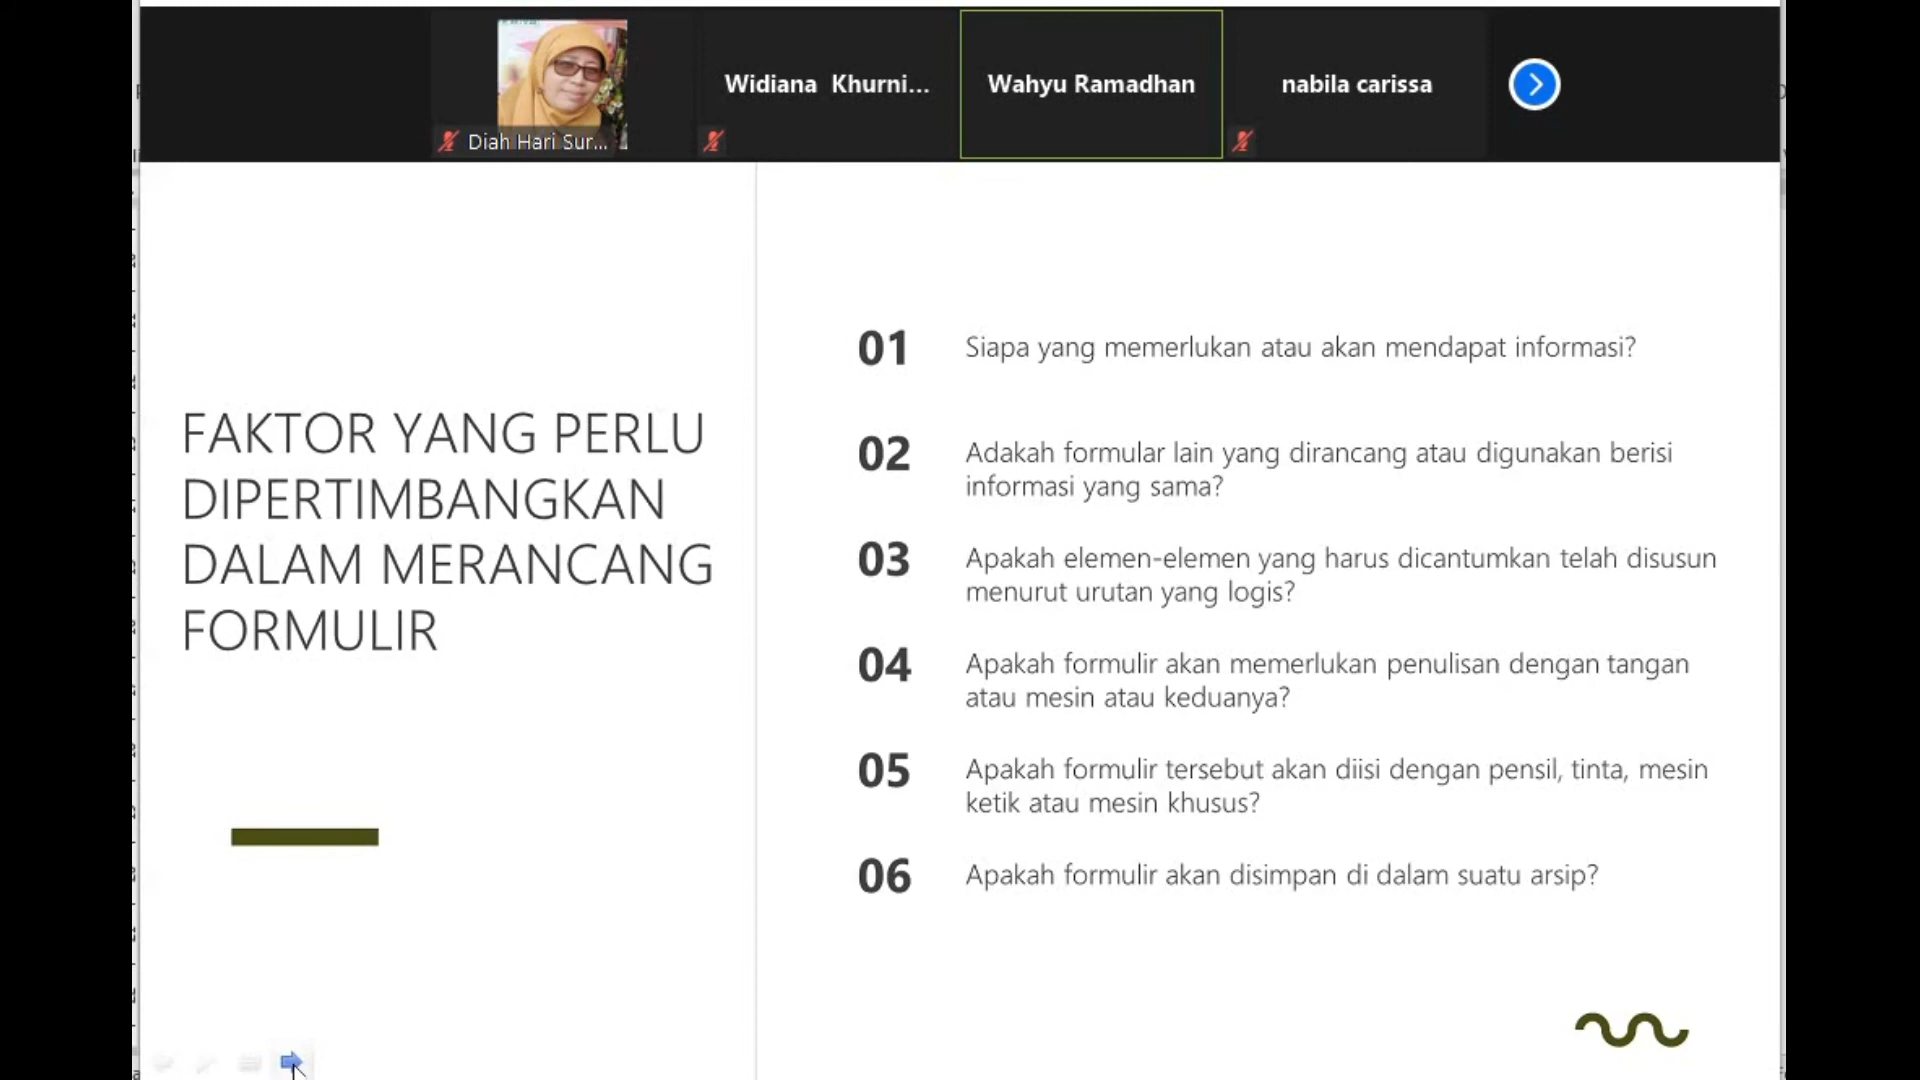 Diah Hari Sur...
Widiana Khurni...
Wahyu Ramadhan
nabila carissa
FAKTOR YANG PERLU
DIPERTIMBANGKAN
DALAM MERANCANG
FORMULIR
01
Siapa yang memerlukan atau akan mendapat informasi?
02
Adakah formular lain yang dirancang atau digunakan berisi
informasi yang sama?
03
Apakah elemen-elemen yang harus dicantumkan telah disusun
menurut urutan yang logis?
04
Apakah formulir akan memerlukan penulisan dengan tangan
atau mesin atau keduanya?
05
Apakah formulir tersebut akan diisi dengan pensil, tinta, mesin
ketik atau mesin khusus?
06
Apakah formulir akan disimpan di dalam suatu arsip?